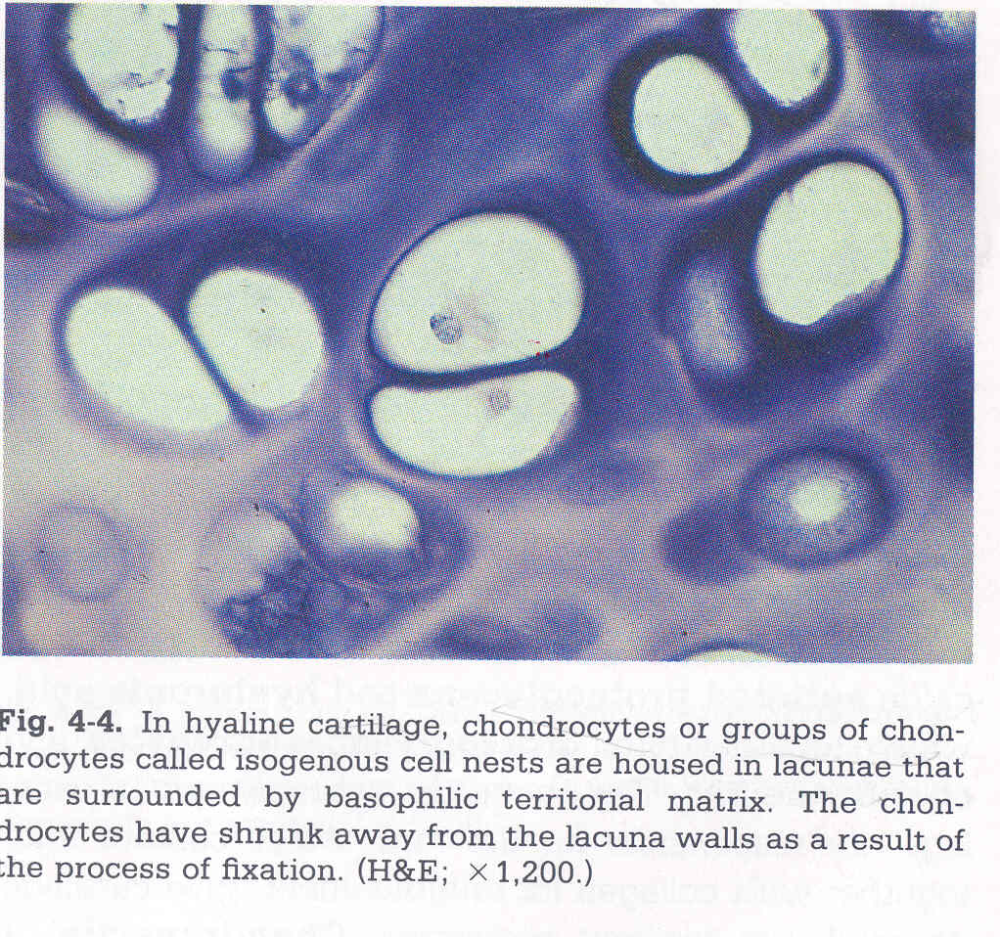 Fig. 4-4. In hyaline cartilage, chondrocytes or groups of chon-
drocytes called isogenous cell nests are housed in lacunae that
are surrounded by basophilic territorial matrix. The chon-
drocytes have shrunk away from the lacuna walls as a result of
the process of fixation. (H&E; ×1,200.)